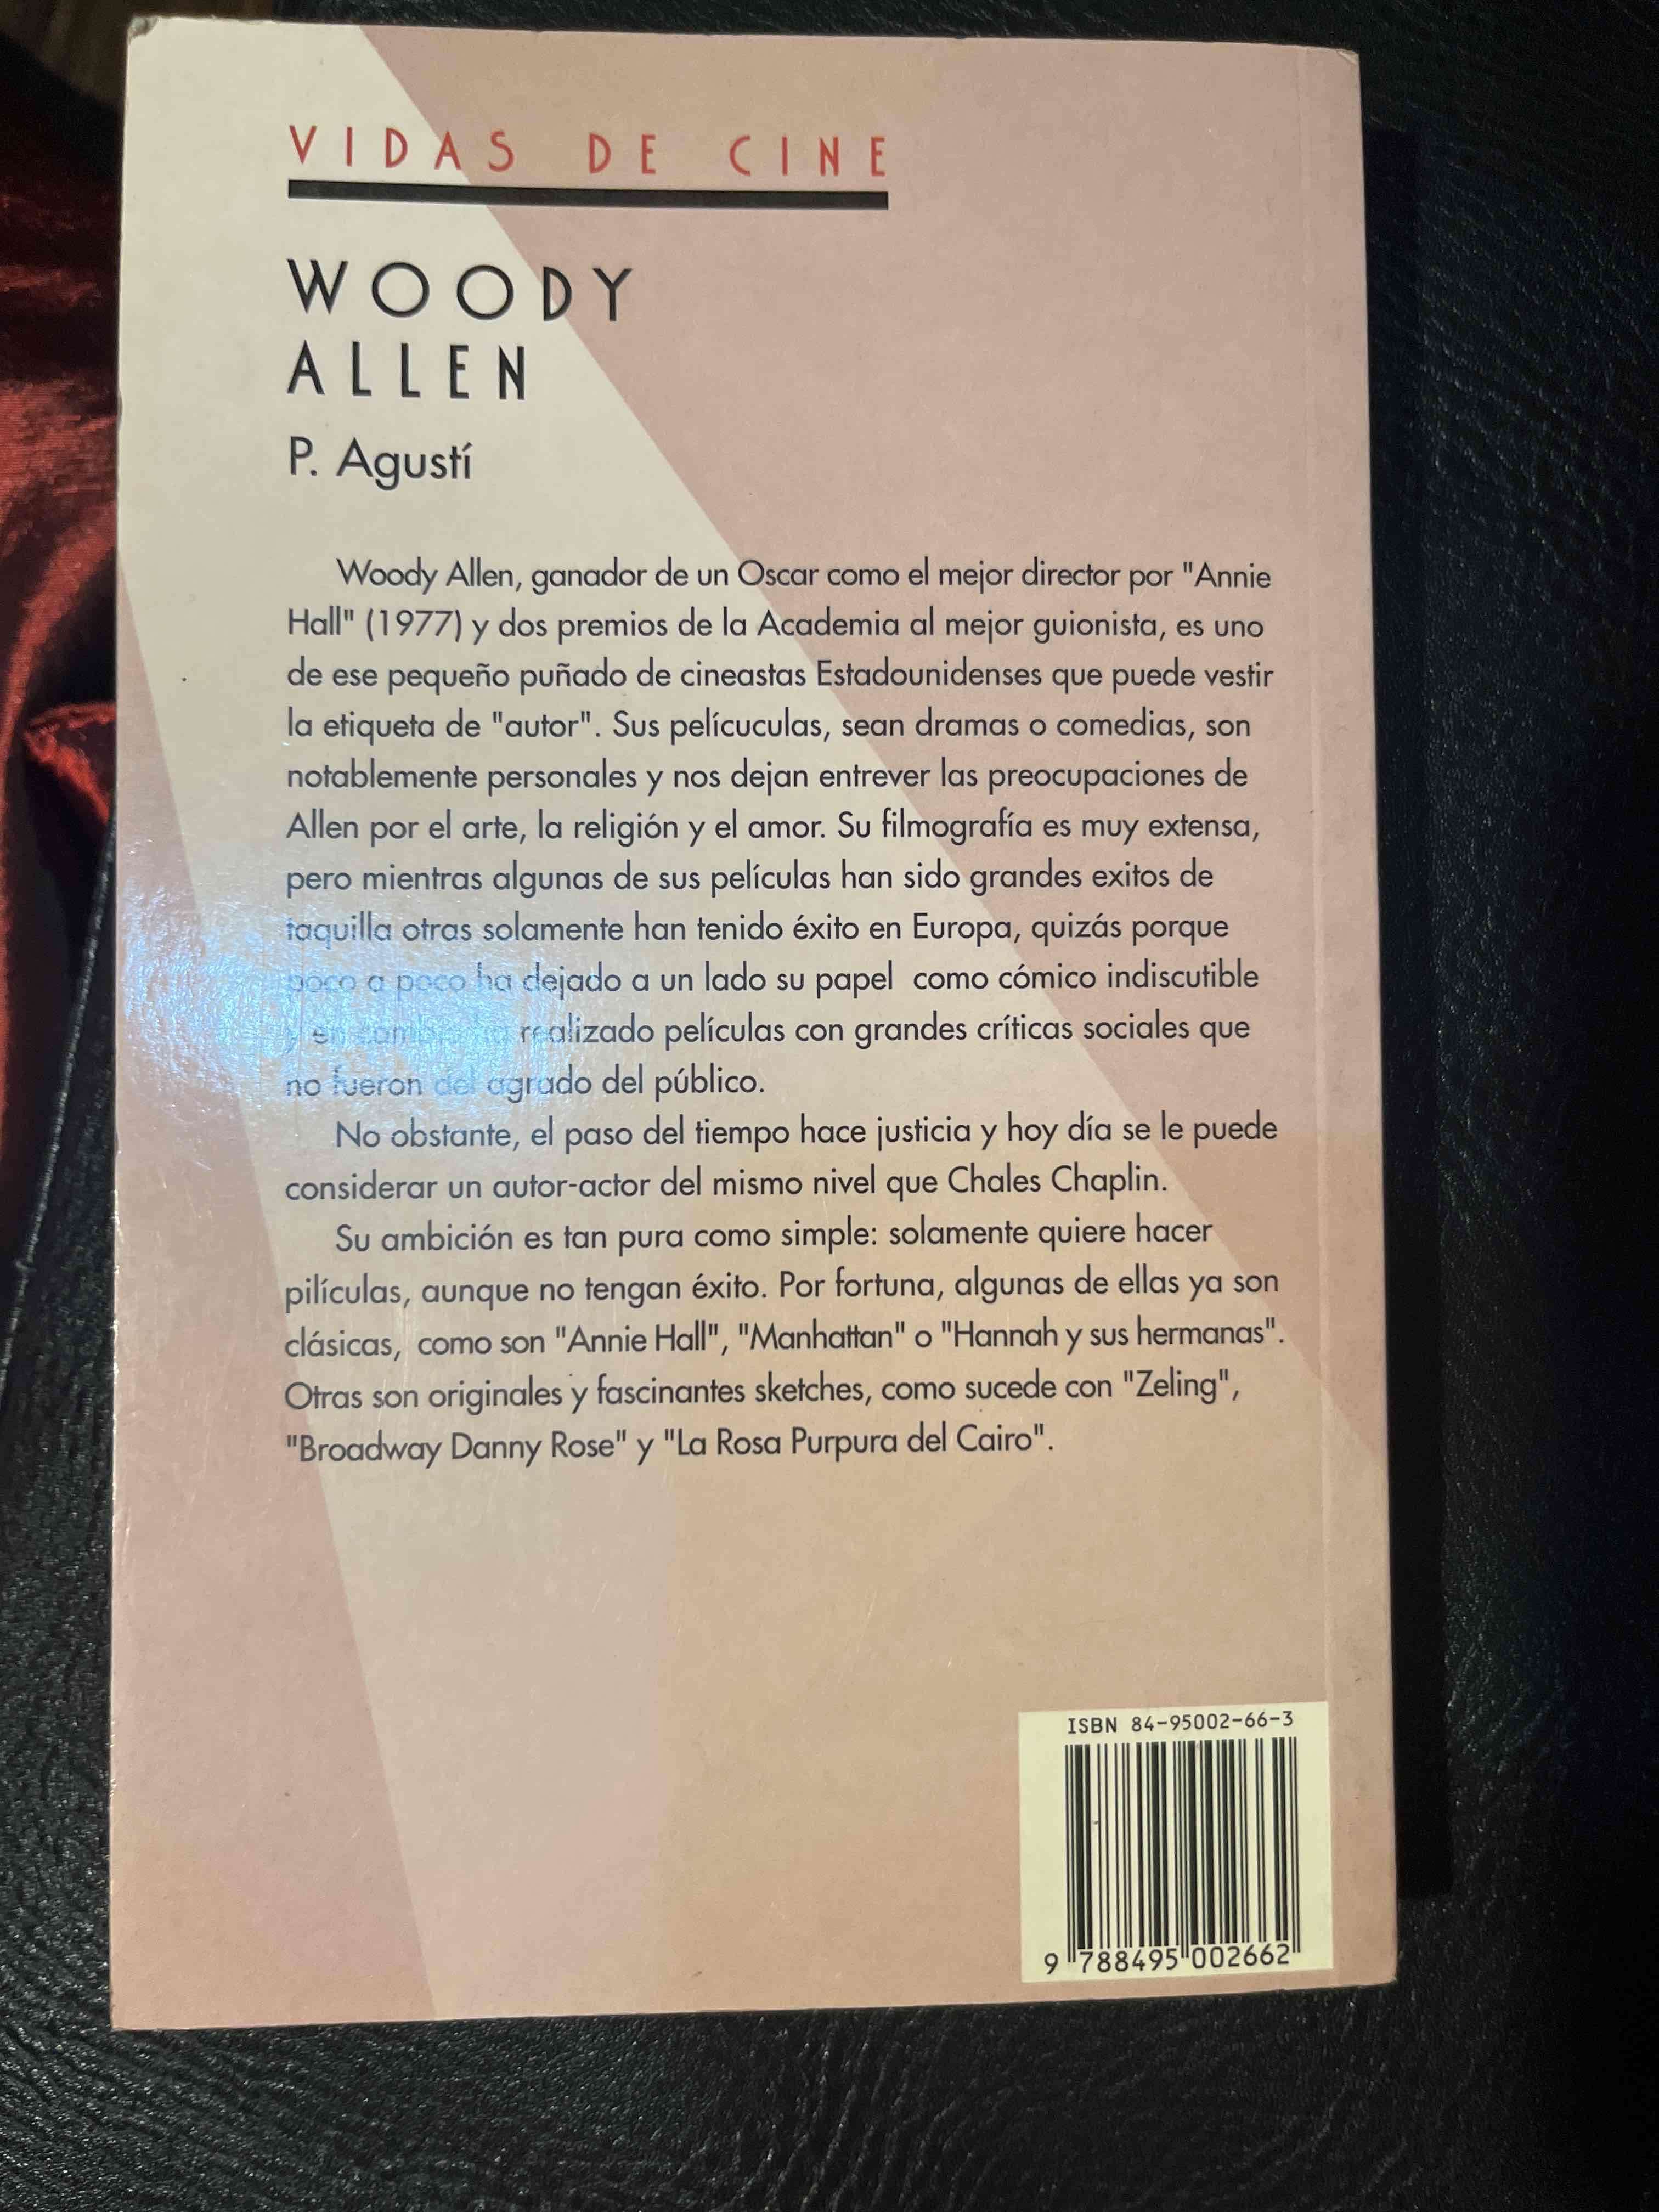 VIDAS DE CINE
WOODY
ALLEN
P. Agustí
Woody Allen, ganador de un Oscar como el mejor director por "Annie
Hall" (1977) y dos premios de la Academia al mejor guionista, es uno
de ese pequeño puñado de cineastas Estadounidenses que puede vestir
la etiqueta de "autor". Sus pelícuculas, sean dramas o comedias, son
notablemente personales y nos dejan entrever las preocupaciones de
Allen por el arte, la religión y el amor. Su filmografía es muy extensa,
pero mientras algunas de sus películas han sido grandes exitos de
taquilla otras solamente han tenido éxito en Europa, quizás porque
poco a poco ha dejado a un lado su papel como cómico indiscutible
y en cambio ha realizado películas con grandes críticas sociales que
no fueron del agrado del público.
No obstante, el paso del tiempo hace justicia y hoy día se le puede
considerar un autor-actor del mismo nivel que Chales Chaplin.
Su ambición es tan pura como simple: solamente quiere hacer
pilículas, aunque no tengan éxito. Por fortuna, algunas de ellas ya son
clásicas, como son "Annie Hall", "Manhattan" o "Hannah y sus hermanas".
Otras son originales y fascinantes sketches, como sucede con "Zeling",
"Broadway Danny Rose" y "La Rosa Purpura del Cairo".
ISBN 84-95002-66-3
9 788495 002662